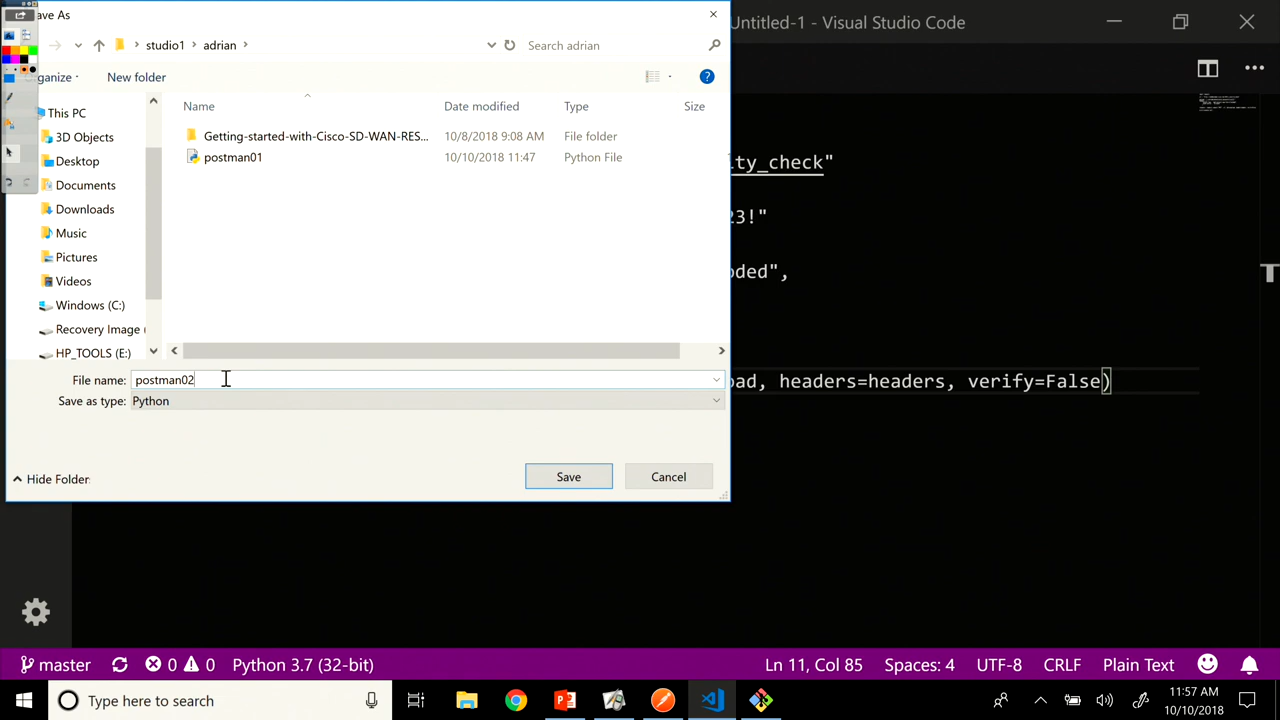 ave As
Untitled-1 - Visual Studio Code
studio1
adrian
Search adrian
rganize
New folder
Name
Date modified
Type
Size
This PC
3D Objects
Desktop
Documents
Downloads
Music
Pictures
Videos
Windows (C:)
Recovery Image (
HP_TOOLS (E:)
Getting-started-with-Cisco-SD-WAN-RES...
10/8/2018 9:08 AM
File folder
postman01
10/10/2018 11:47
Python File
ity_check"
23!"
oded",
oad, headers=headers, verify=False)
File name:
postman02
Save as type:
Python
Hide Folder
Save
Cancel
master
0
0
Python 3.7 (32-bit)
Ln 11, Col 85
Spaces: 4
UTF-8
CRLF
Plain Text
Type here to search
11:57 AM
10/10/2018